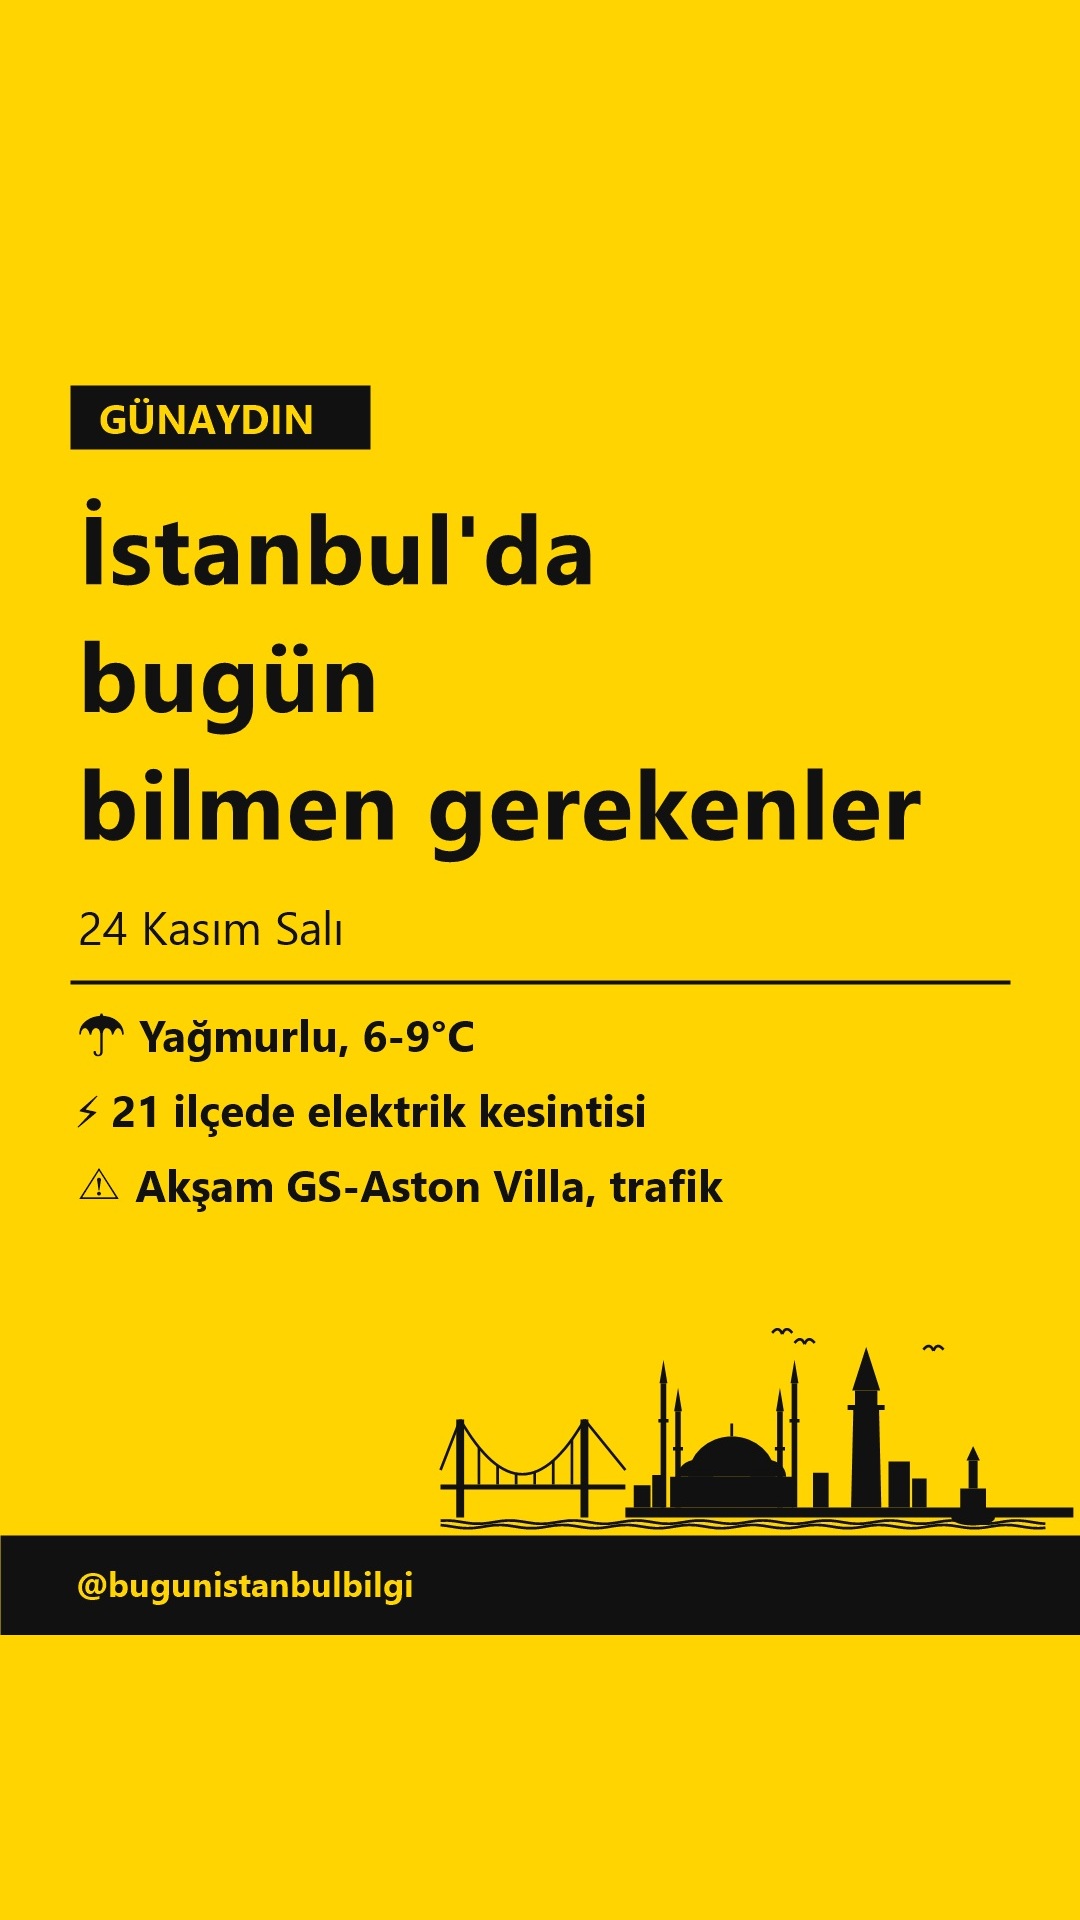 GÜNAYDIN
İstanbul'da
bugün
bilmen gerekenler
24 Kasım Salı
☂ Yağmurlu, 6-9°C
⚡ 21 ilçede elektrik kesintisi
⚠ Akşam GS-Aston Villa, trafik
@bugunistanbulbilgi